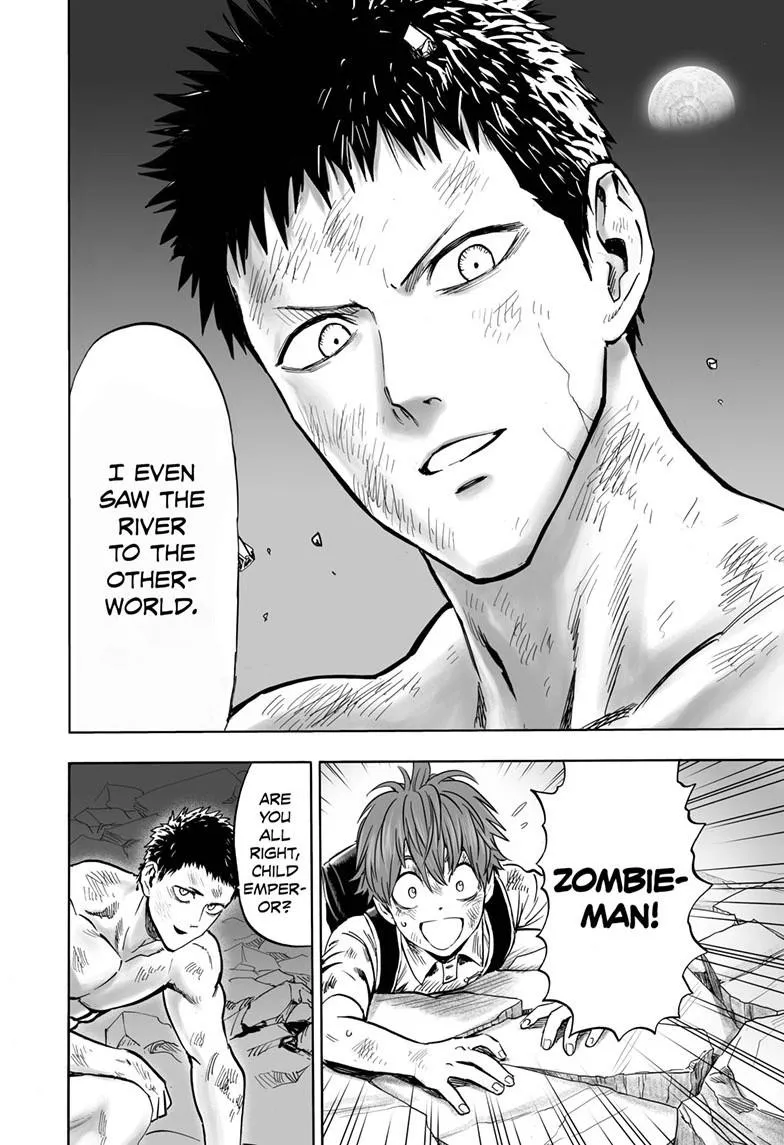 I EVEN
SAW THE
RIVER
TO THE
OTHER-
WORLD.
ZOMBIE-
MAN!
ARE
YOU
ALL
RIGHT,
CHILD
EMPER-
OR?